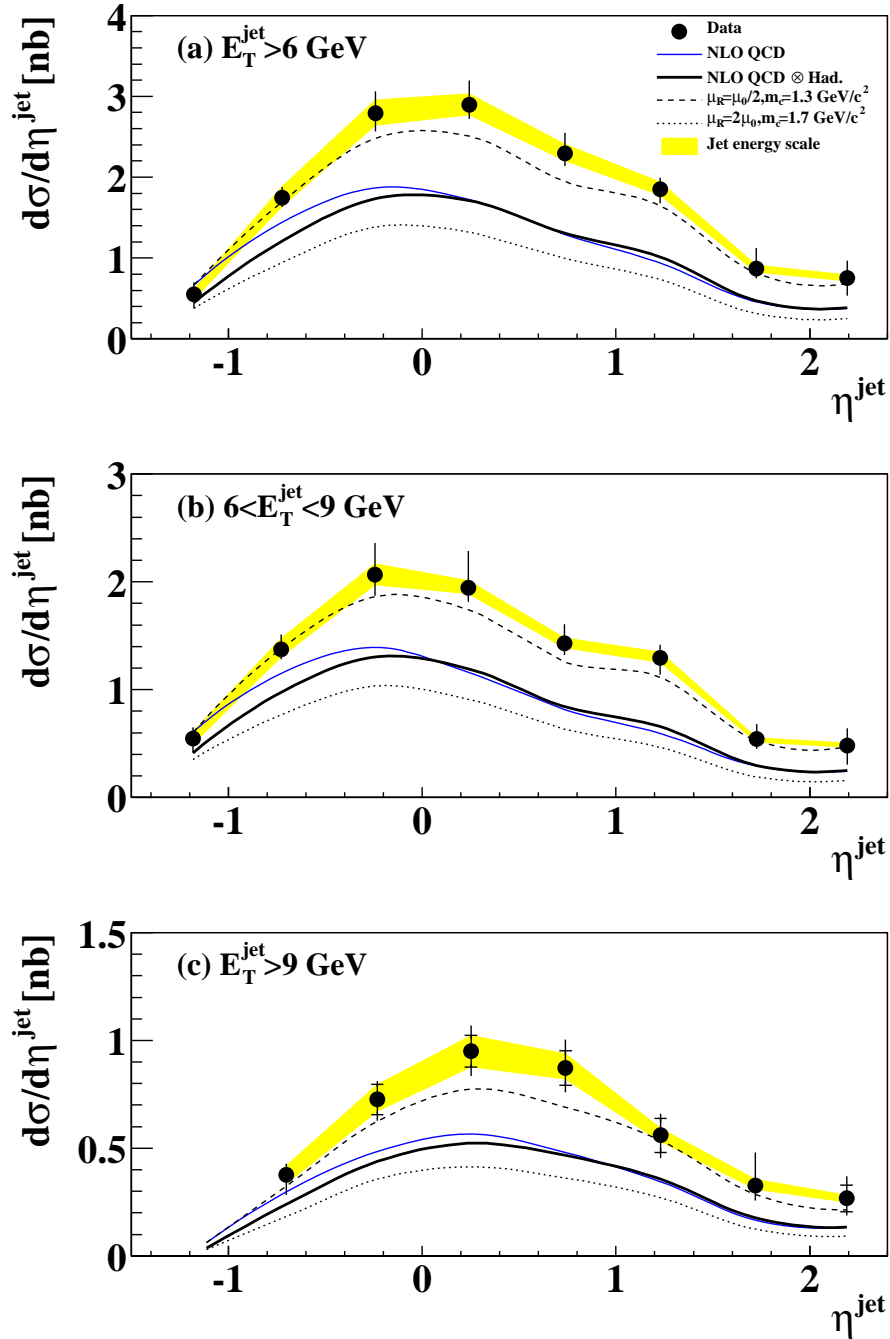 dσ/dη^jet [nb]
(a) E_T^jet >6 GeV
Data
NLO QCD
NLO QCD ⊗ Had.
μ_R=μ_0/2,m_c=1.3 GeV/c^2
μ_R=2μ_0,m_c=1.7 GeV/c^2
Jet energy scale
4
3
2
1
0
-1 0 1 2
η^jet
dσ/dη^jet [nb]
(b) 6<E_T^jet <9 GeV
3
2
1
0
-1 0 1 2
η^jet
dσ/dη^jet [nb]
(c) E_T^jet >9 GeV
1.5
1
0.5
0
-1 0 1 2
η^jet